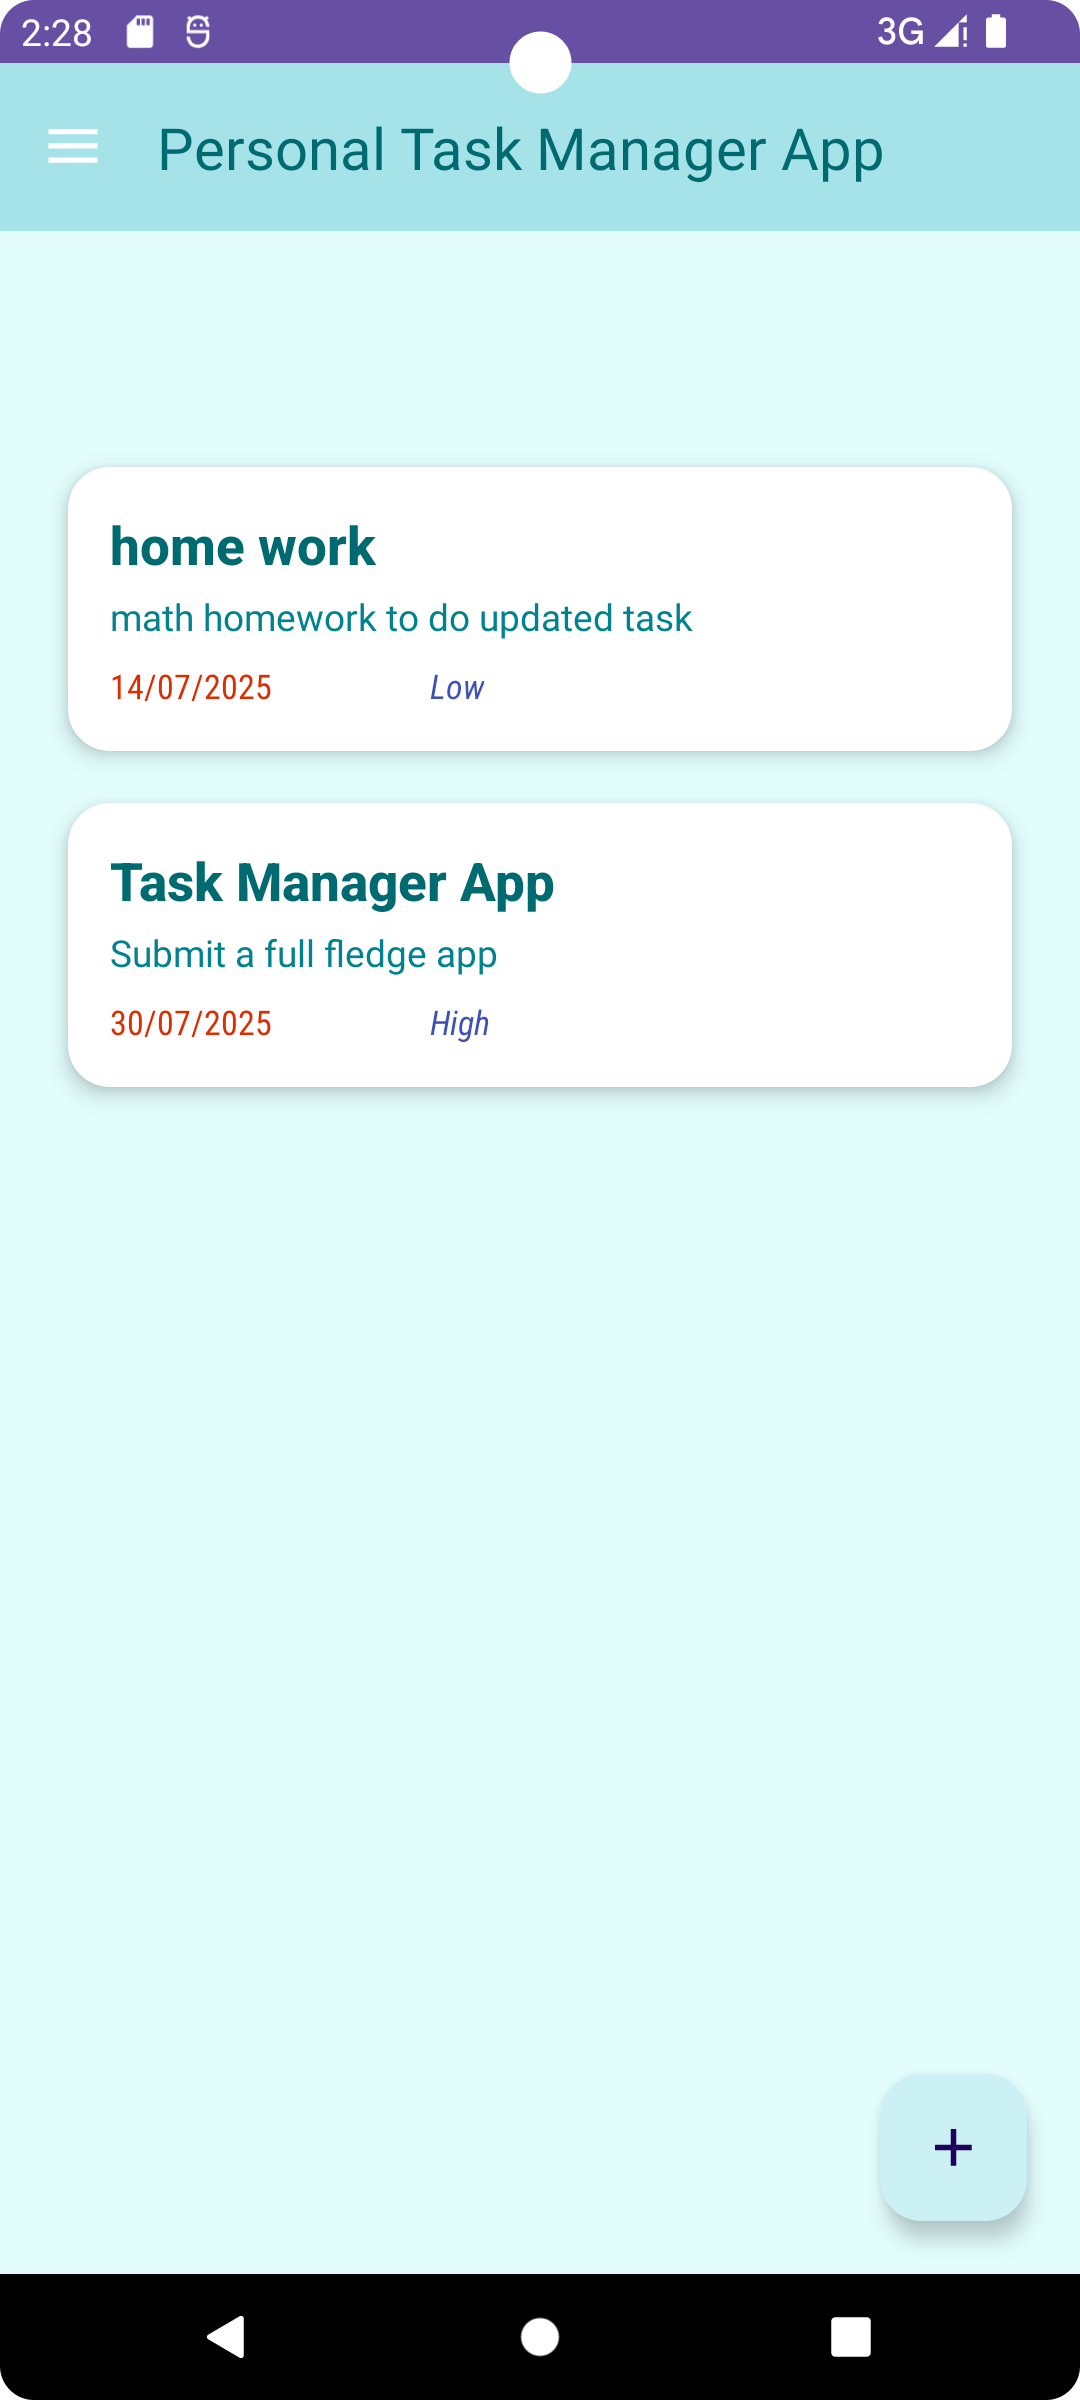 2:28 3G
Personal Task Manager App
home work
math homework to do updated task
14/07/2025 Low
Task Manager App
Submit a full fledge app
30/07/2025 High
+